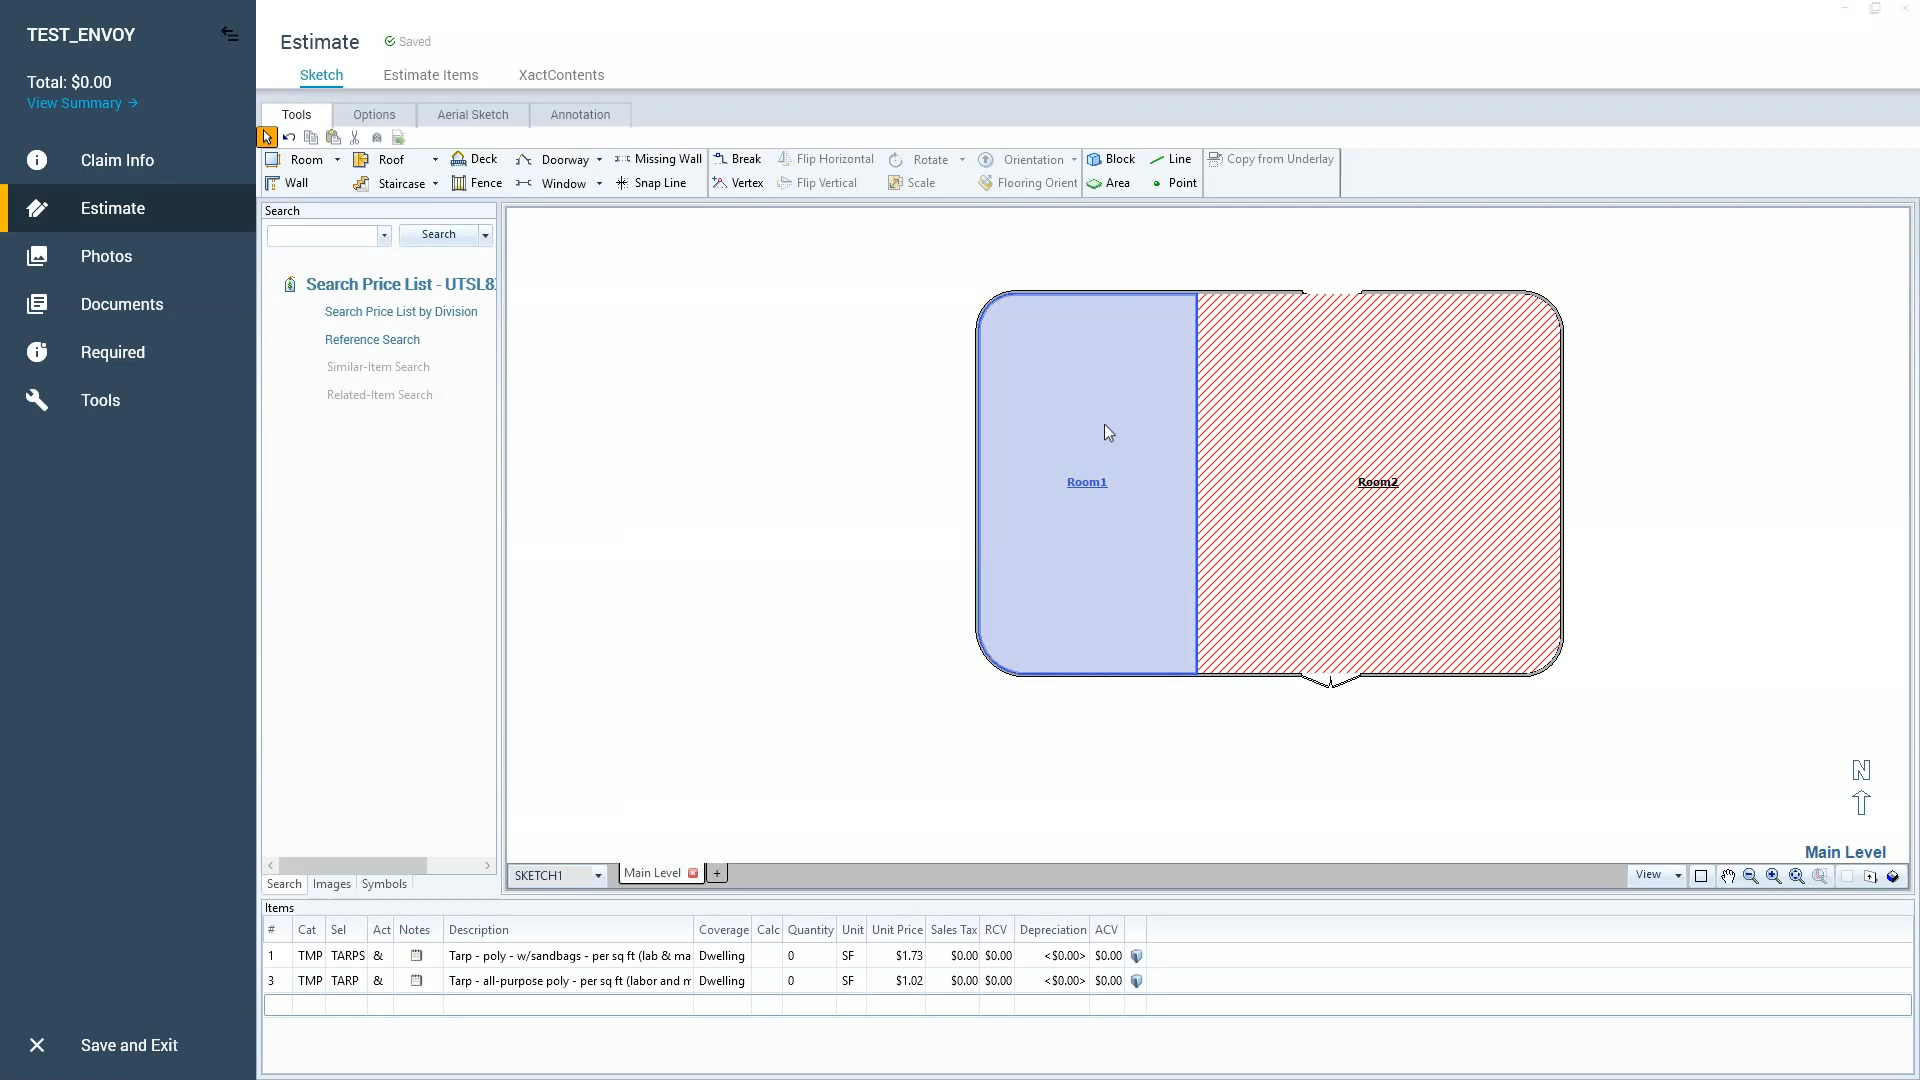 TEST_ENVOY
Total: $0.00
View Summary →
Claim Info
Estimate
Photos
Documents
Required
Tools
Save and Exit
Estimate
Saved
Sketch Estimate Items XactContents
Tools Options Aerial Sketch Annotation
Room Roof Deck Doorway Missing Wall Break Flip Horizontal Rotate Orientation Block Line Copy from Underlay
Wall Staircase Fence Window Snap Line Vertex Flip Vertical Scale Flooring Orient Area Point
Search
Search
Search Price List - UTSL8
Search Price List by Division
Reference Search
Similar-Item Search
Related-Item Search
Search Images Symbols
Room1
Room2
N
Main Level
SKETCH1 Main Level + View
Items
# Cat Sel Act Notes Description Coverage Calc Quantity Unit Unit Price Sales Tax RCV Depreciation ACV
1 TMP TARPS & Tarp - poly - w/sandbags - per sq ft (lab & ma Dwelling 0 SF $1.73 $0.00 $0.00 <$0.00> $0.00
3 TMP TARP & Tarp - all-purpose poly - per sq ft (labor and m Dwelling 0 SF $1.02 $0.00 $0.00 <$0.00> $0.00